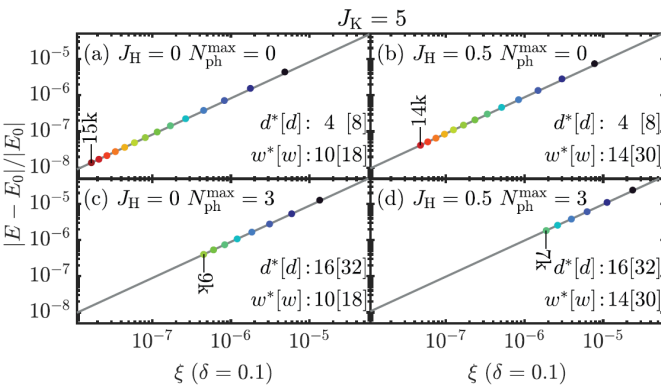 J_K = 5
(a) J_H = 0 N_ph^max = 0
(b) J_H = 0.5 N_ph^max = 0
10^-5
10^-6
10^-7
10^-8
15k
14k
d*[d]: 4 [8]
w*[w]: 10[18]
d*[d]: 4 [8]
w*[w]: 14[30]
|E − E_0|/|E_0|
(c) J_H = 0 N_ph^max = 3
(d) J_H = 0.5 N_ph^max = 3
10^-5
10^-6
10^-7
10^-8
9k
7k
d*[d]: 16[32]
w*[w]: 10[18]
d*[d]: 16[32]
w*[w]: 14[30]
10^-7 10^-6 10^-5
10^-7 10^-6 10^-5
ξ (δ = 0.1)
ξ (δ = 0.1)